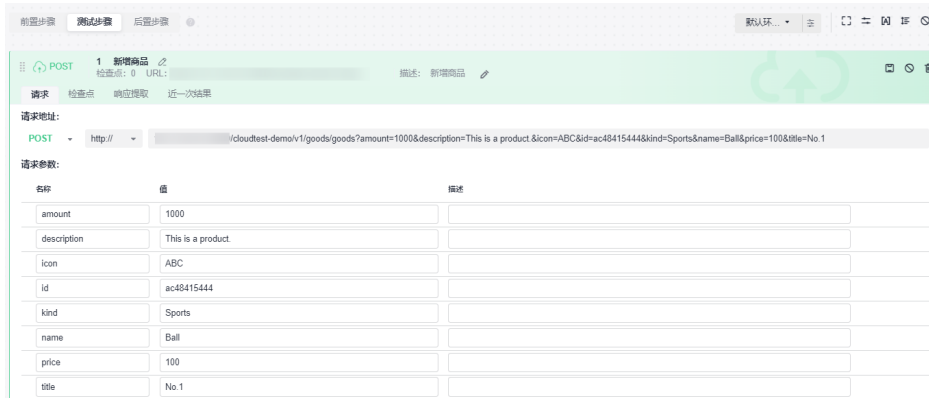 前置步骤 测试步骤 后置步骤 默认环...
POST 1 新增商品
检查点: 0 URL: 描述: 新增商品
请求 检查点 响应提取 近一次结果
请求地址:
POST http:// /cloudtest-demo/v1/goods/goods?amount=1000&description=This is a product.&icon=ABC&id=ac48415444&kind=Sports&name=Ball&price=100&title=No.1
请求参数:
名称 值 描述
amount 1000
description This is a product.
icon ABC
id ac48415444
kind Sports
name Ball
price 100
title No.1